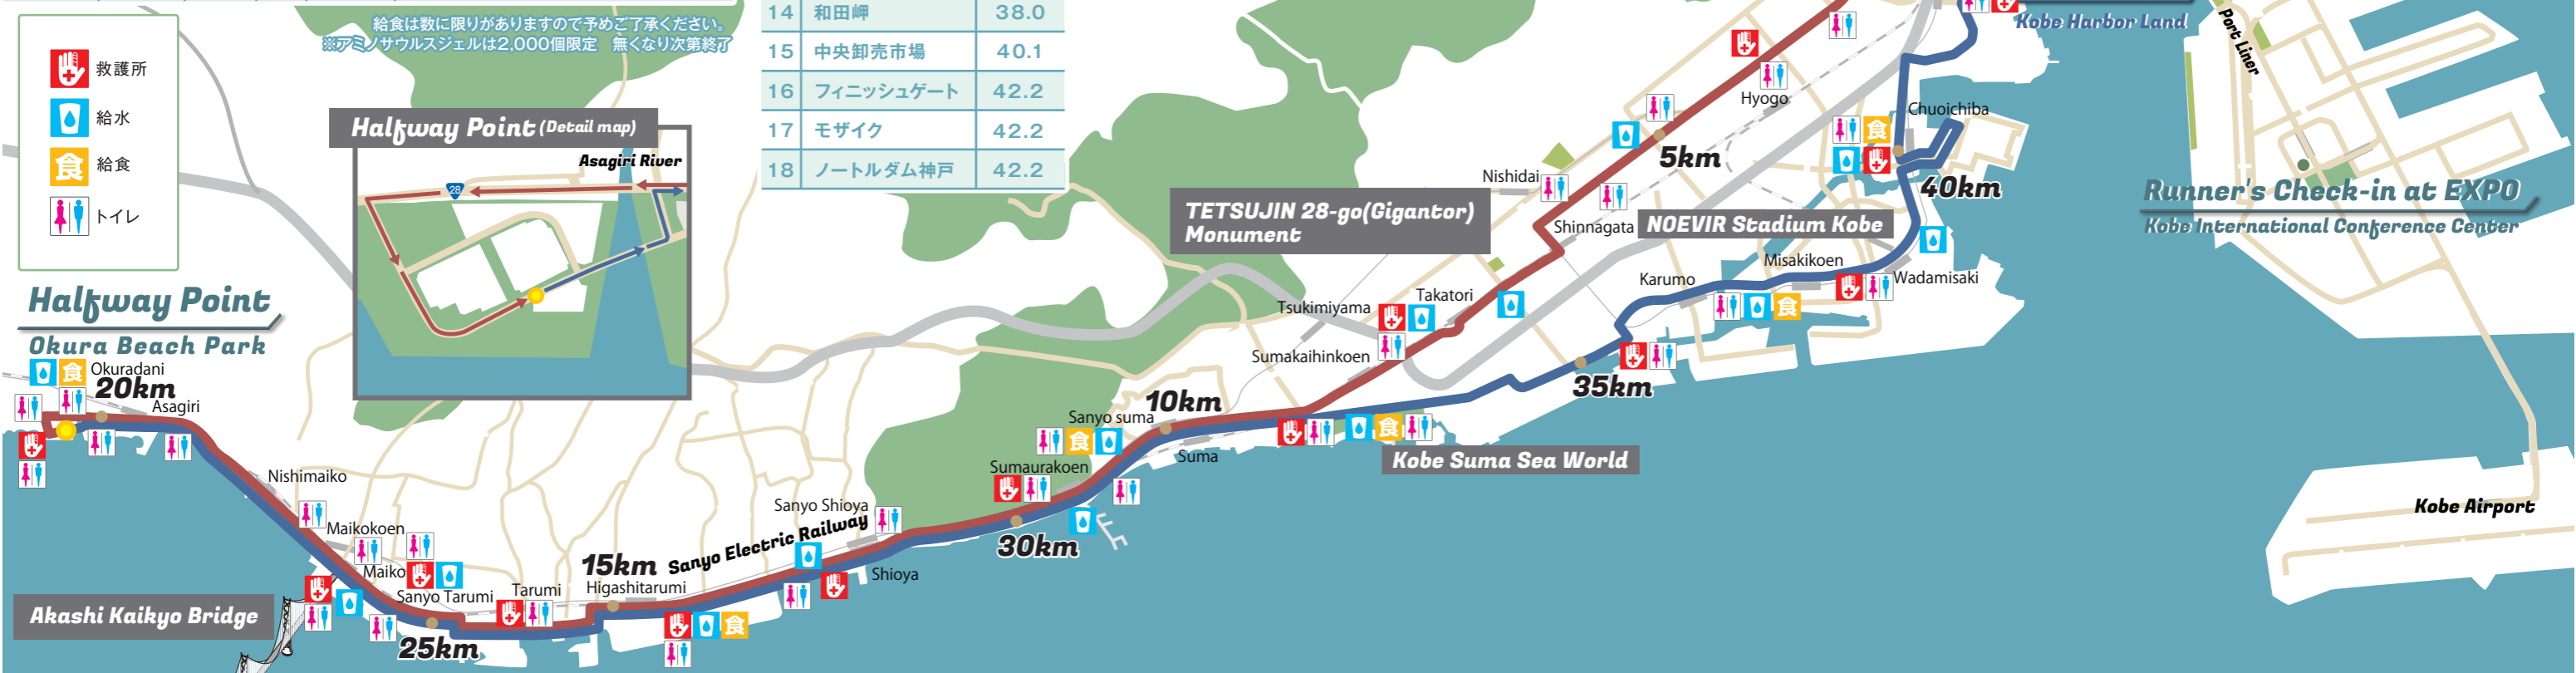 給食は数に限りがありますので予めご了承ください。
※アミノサウルスジェルは2,000個限定　無くなり次第終了
救護所
給水
食 給食
トイレ
14 和田岬 38.0
15 中央卸売市場 40.1
16 フィニッシュゲート 42.2
17 モザイク 42.2
18 ノートルダム神戸 42.2
Halfway Point (Detail map)
Asagiri River
28
Halfway Point
Okura Beach Park
食
Okuradani
20km
Asagiri
Nishimaiko
Maikokoen
Maiko
Sanyo Tarumi
Tarumi
Akashi Kaikyo Bridge
25km
15km
Higashitarumi
Sanyo Electric Railway
食
Sanyo Shioya
Shioya
30km
Sumaurakoen
Sanyo suma
食
10km
Suma
Sumakaihinkoen
Tsukimiyama
Takatori
食
Kobe Suma Sea World
TETSUJIN 28-go(Gigantor)
Monument
Nishidai
Shinnagata
NOEVIR Stadium Kobe
5km
Hyogo
35km
Karumo
食
Misakikoen
Wadamisaki
40km
食
Chuoichiba
Kobe Harbor Land
Port Liner
Runner's Check-in at EXPO
Kobe International Conference Center
Kobe Airport